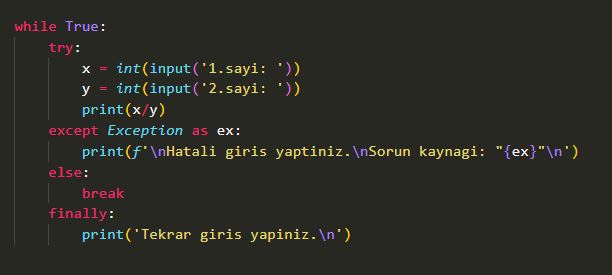 while True:
    try:
        x = int(input('1.sayi: '))
        y = int(input('2.sayi: '))
        print(x/y)
    except Exception as ex:
        print(f'\nHatali giris yaptiniz.\nSorun kaynagi: "{ex}"\n')
    else:
        break
    finally:
        print('Tekrar giris yapiniz.\n')